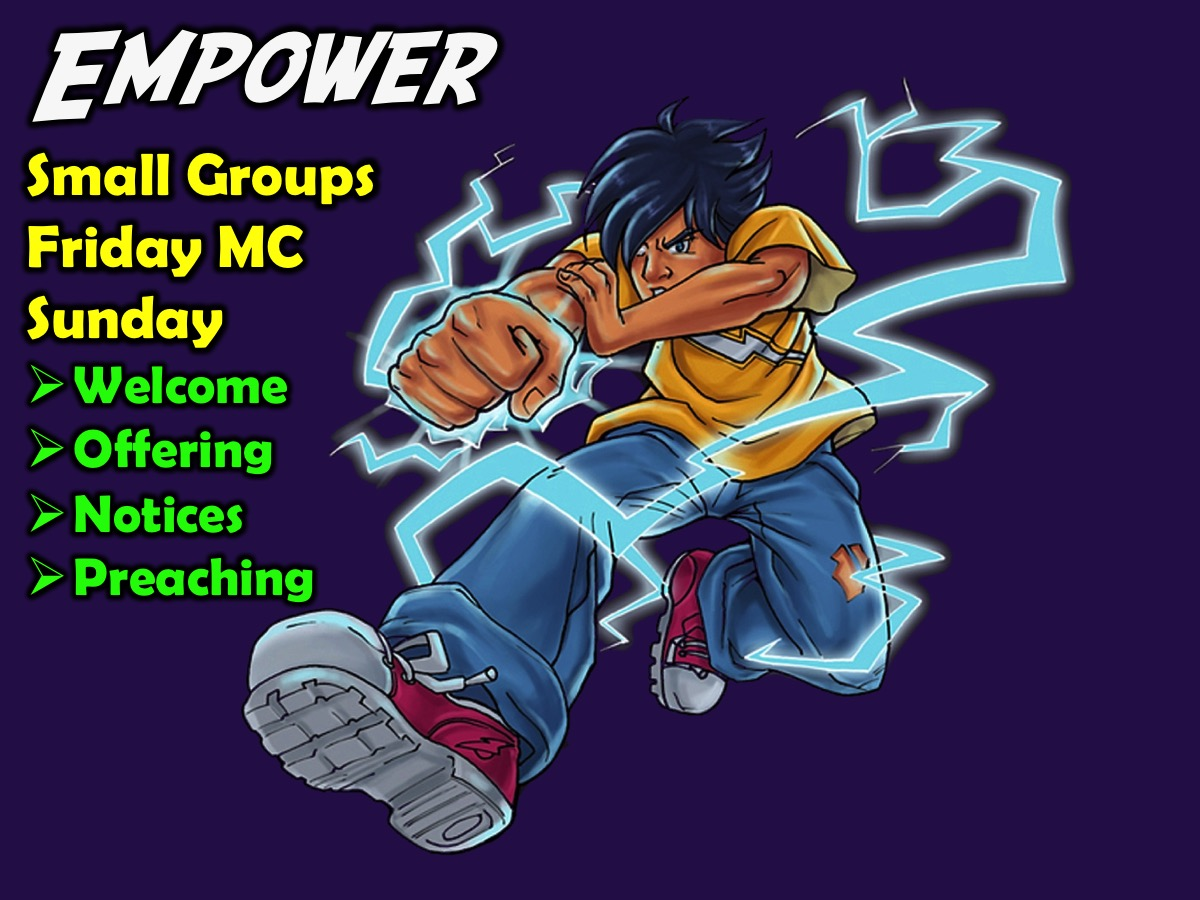 EMPOWER
Small Groups
Friday MC
Sunday
➢ Welcome
➢ Offering
➢ Notices
➢ Preaching